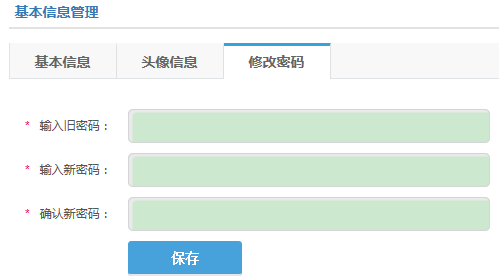 基本信息管理
基本信息 头像信息 修改密码
* 输入旧密码：
* 输入新密码：
* 确认新密码：
保存